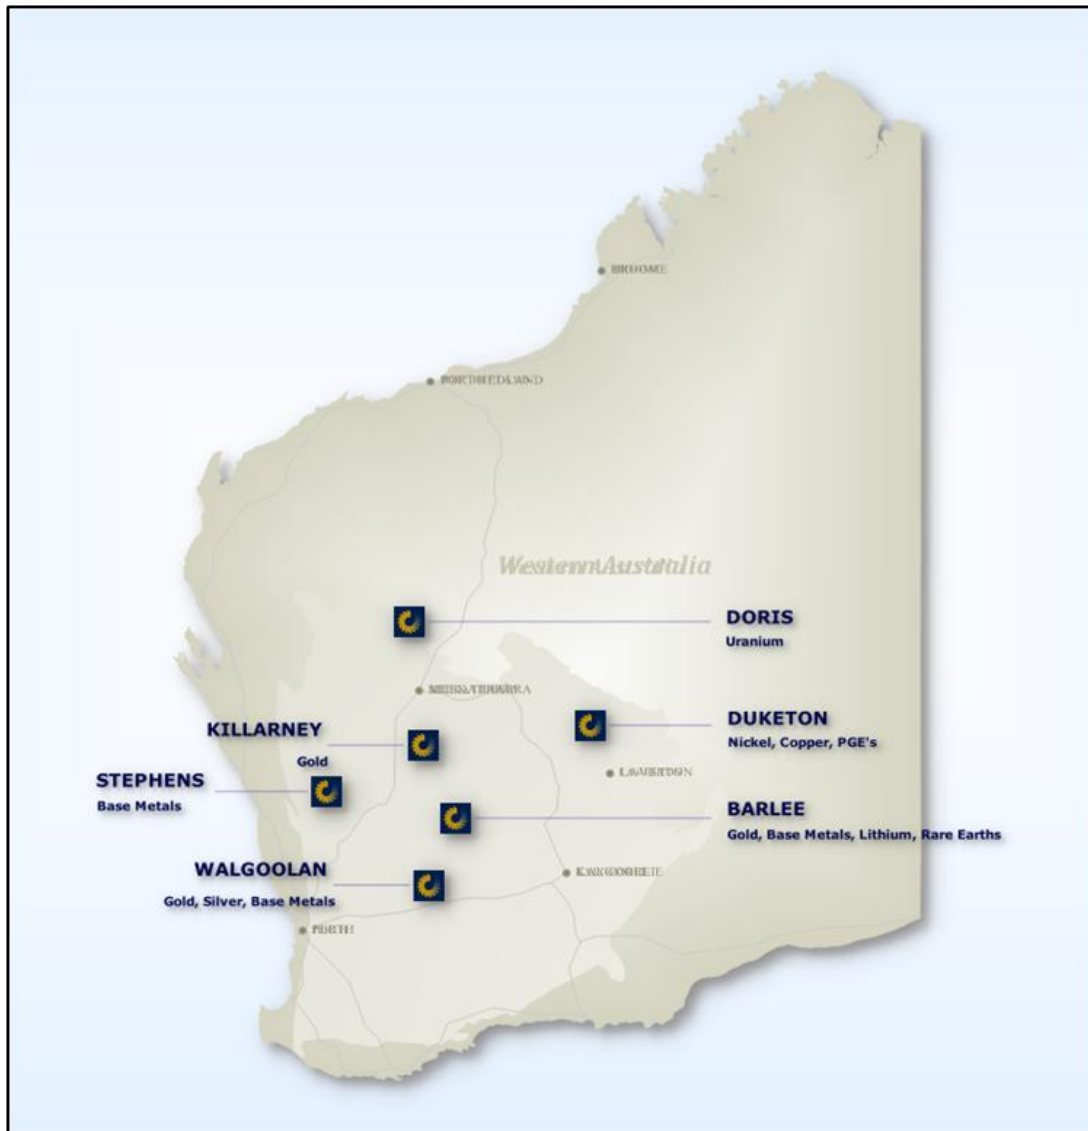 BROOME
PORT HEDLAND
Western Australia
DORIS
Uranium
MEEKATHARRA
KILLARNEY
Gold
DUKETON
Nickel, Copper, PGE's
STEPHENS
Base Metals
LAVERTON
BARLEE
Gold, Base Metals, Lithium, Rare Earths
WALGOOLAN
Gold, Silver, Base Metals
KALGOORLIE
PERTH